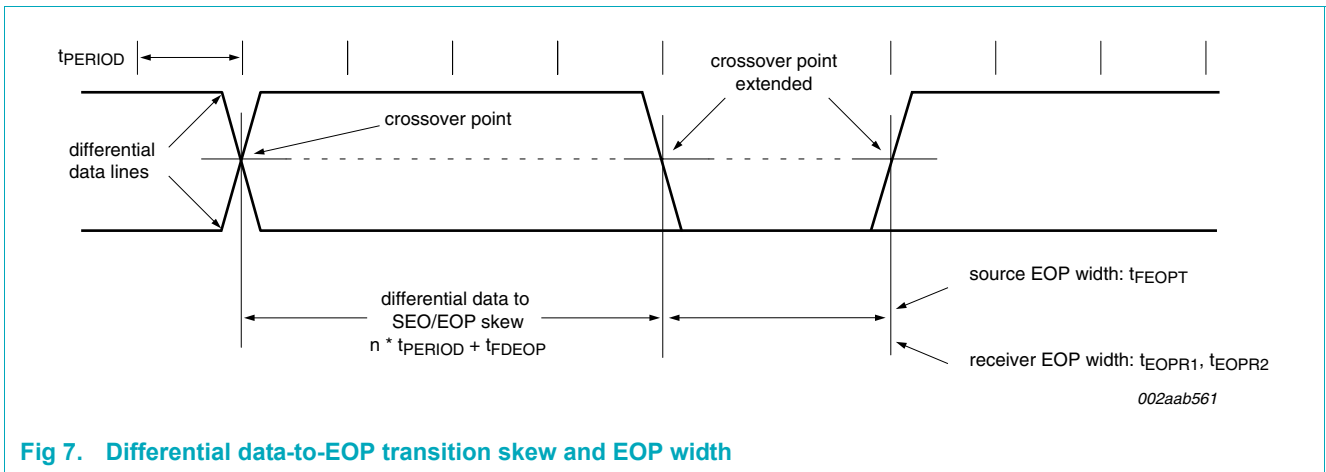 tPERIOD
crossover point
extended
crossover point
differential
data lines
source EOP width: tFEOPT
differential data to
SEO/EOP skew
n * tPERIOD + tFDEOP
receiver EOP width: tEOPR1, tEOPR2
002aab561
Fig 7. Differential data-to-EOP transition skew and EOP width